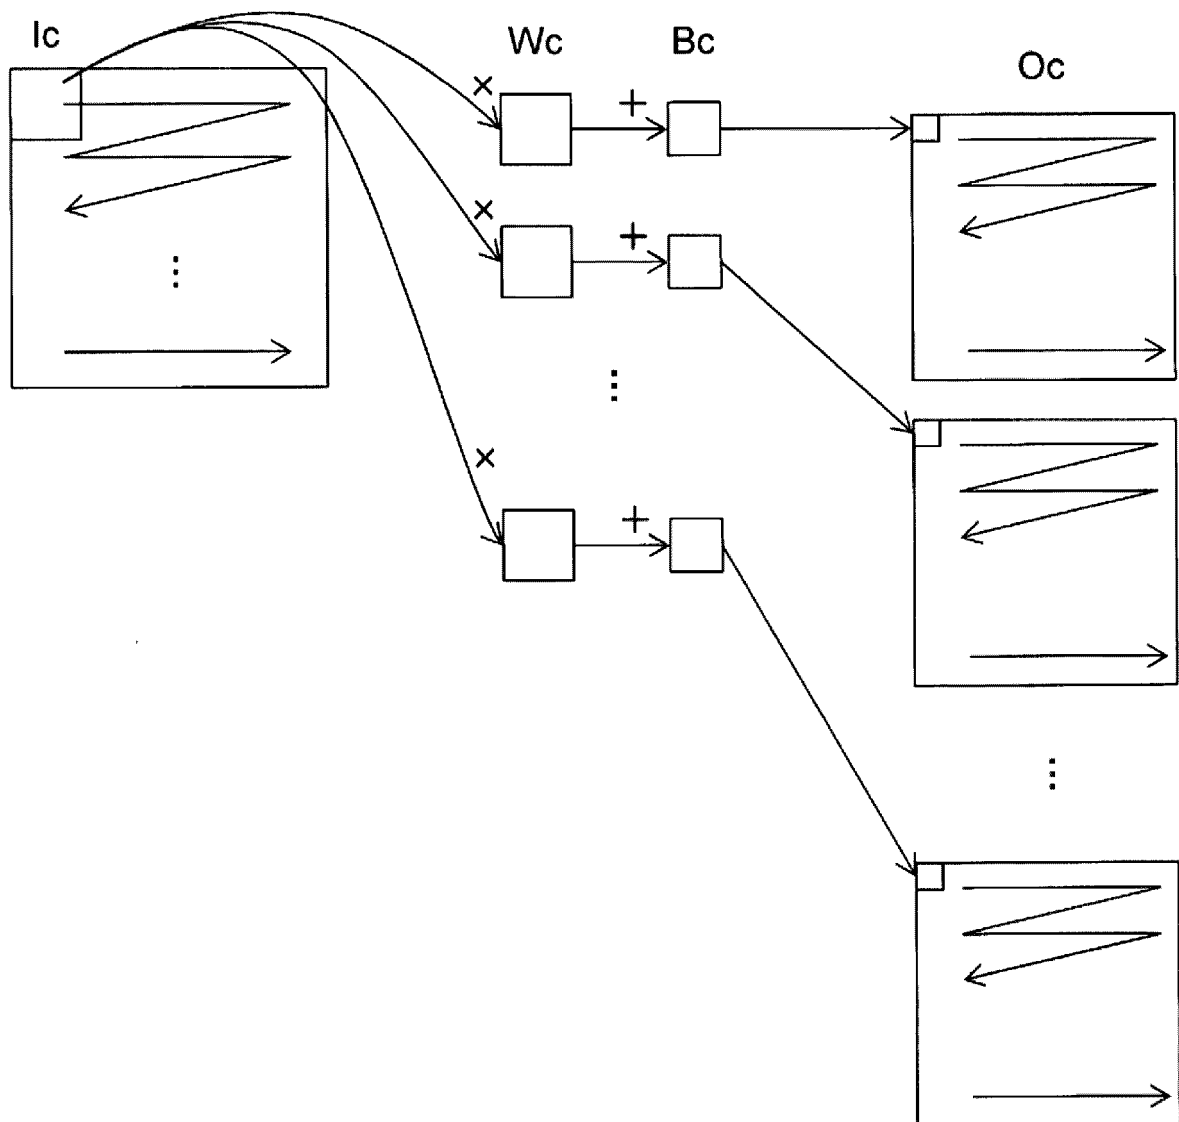 Ic
Wc
Bc
Oc
×
+
×
+
⋮
⋮
×
+
⋮